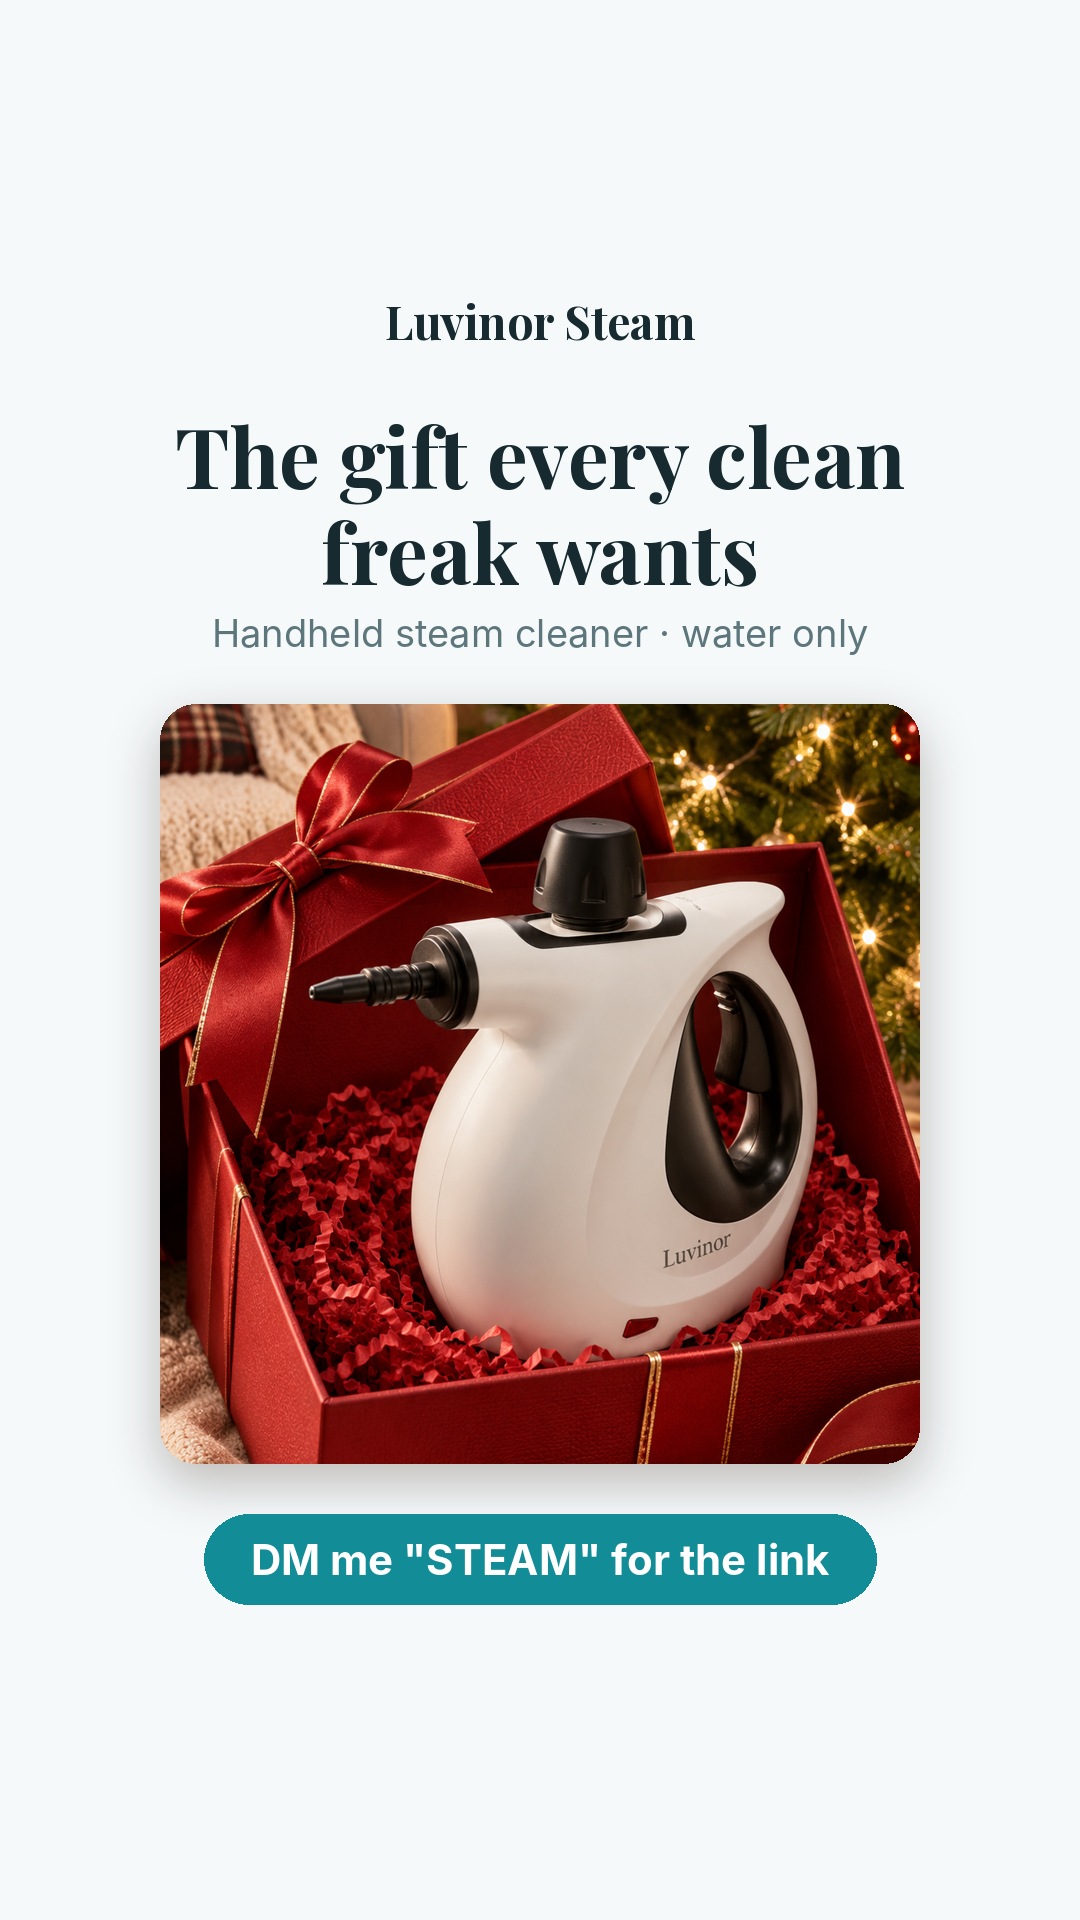 Luvinor Steam
The gift every clean
freak wants
Handheld steam cleaner · water only
Luvinor
DM me "STEAM" for the link